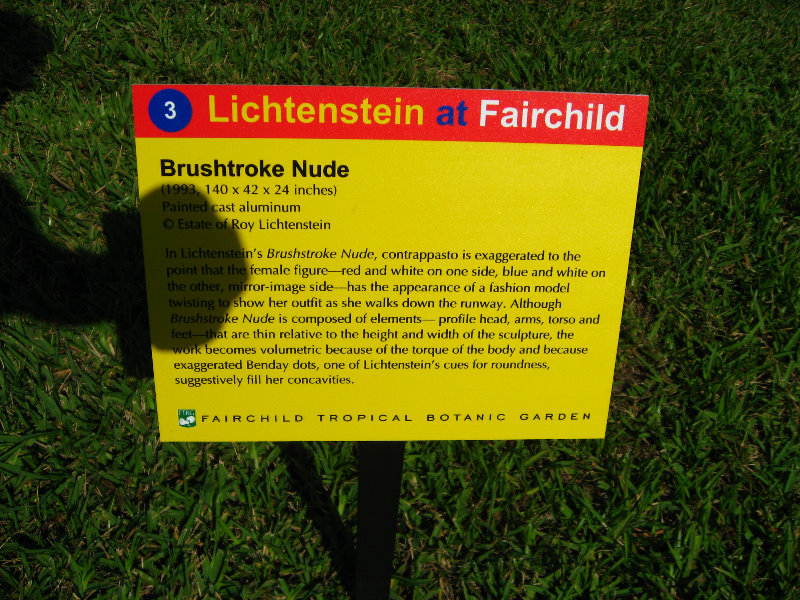 3 Lichtenstein at Fairchild
Brushtroke Nude
(1993, 140 x 42 x 24 inches)
Painted cast aluminum
© Estate of Roy Lichtenstein
In Lichtenstein's Brushstroke Nude, contrappasto is exaggerated to the
point that the female figure—red and white on one side, blue and white on
the other, mirror-image side—has the appearance of a fashion model
twisting to show her outfit as she walks down the runway. Although
Brushstroke Nude is composed of elements— profile head, arms, torso and
feet—that are thin relative to the height and width of the sculpture, the
work becomes volumetric because of the torque of the body and because
exaggerated Benday dots, one of Lichtenstein's cues for roundness,
suggestively fill her concavities.
FTBG FAIRCHILD TROPICAL BOTANIC GARDEN